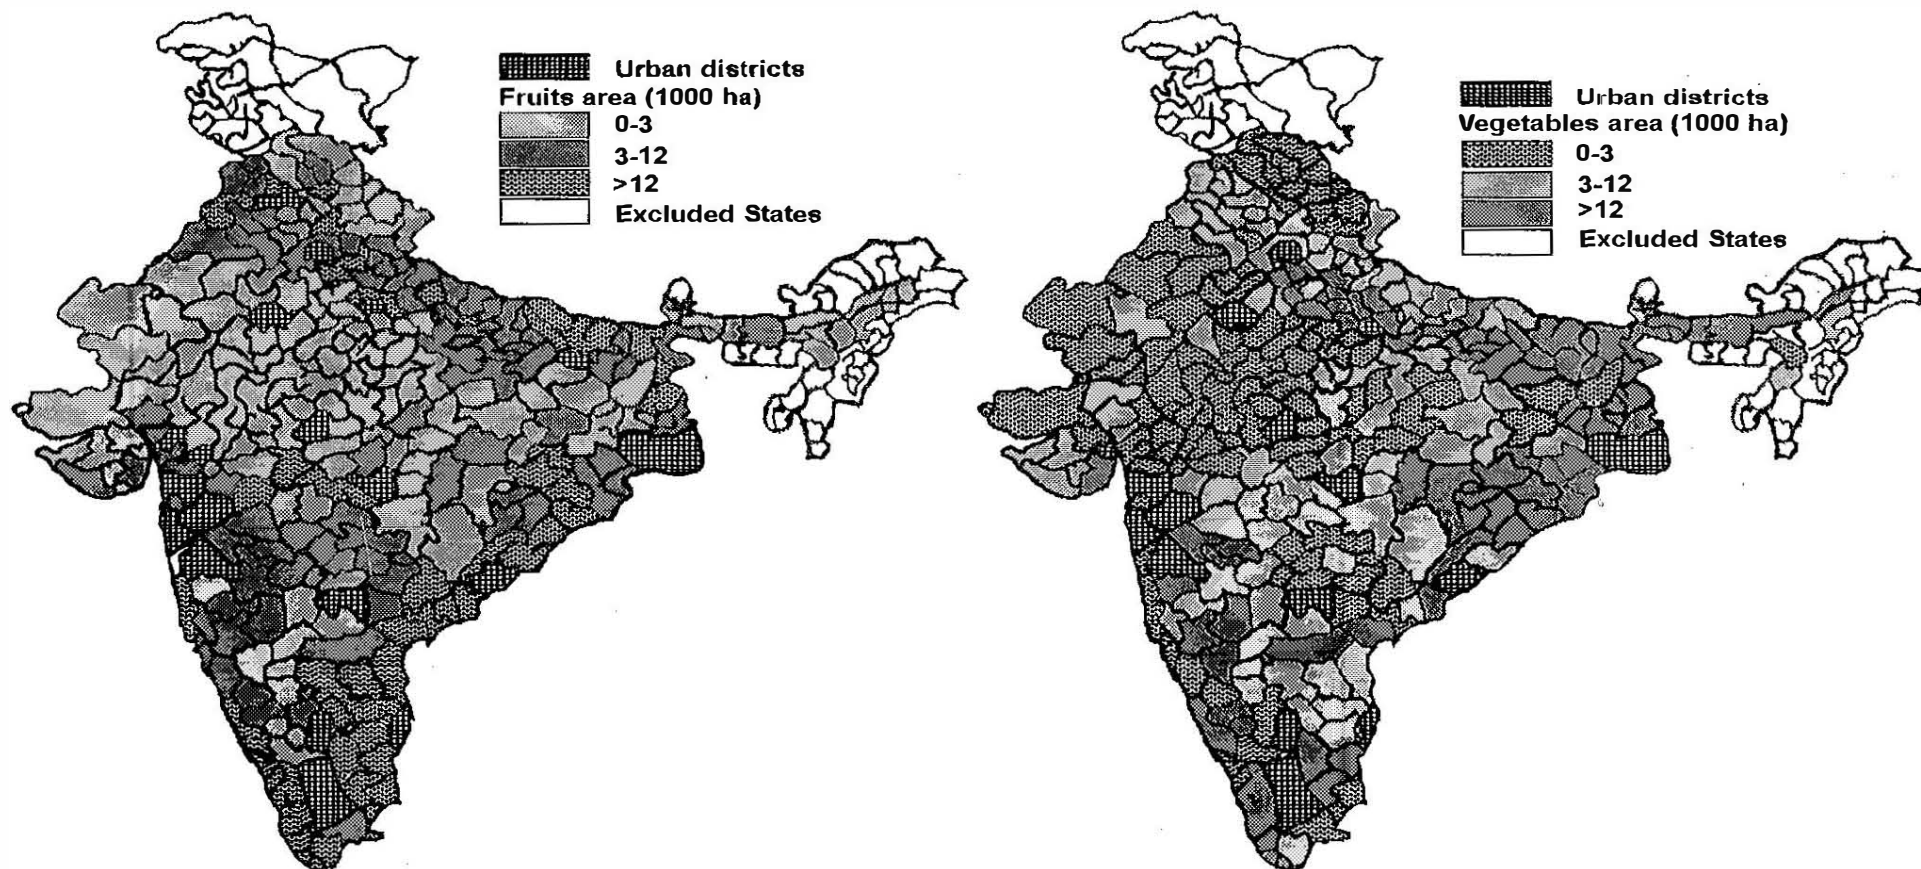 Urban districts
Fruits area (1000 ha)
0-3
3-12
>12
Excluded States
Urban districts
Vegetables area (1000 ha)
0-3
3-12
>12
Excluded States